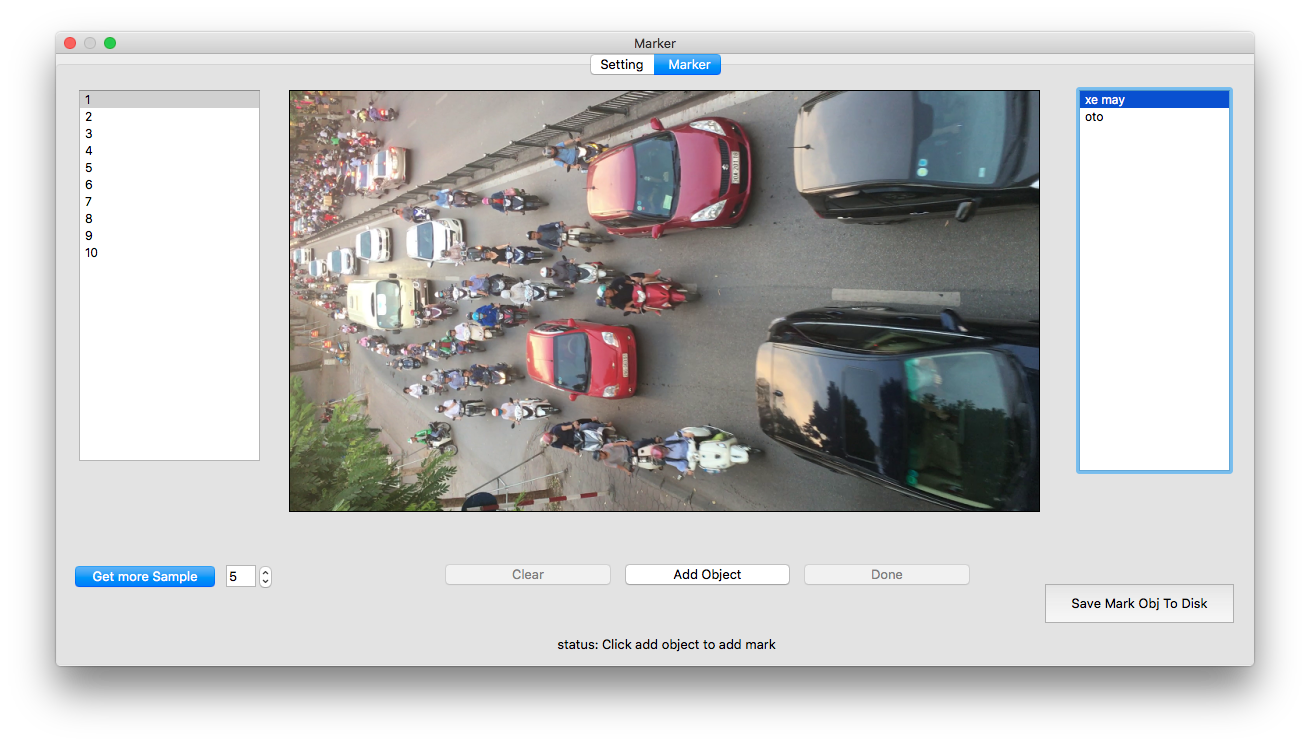 Marker
Setting
Marker
1
2
3
4
5
6
7
8
9
10
xe may
oto
Get more Sample
5
Clear
Add Object
Done
Save Mark Obj To Disk
status: Click add object to add mark